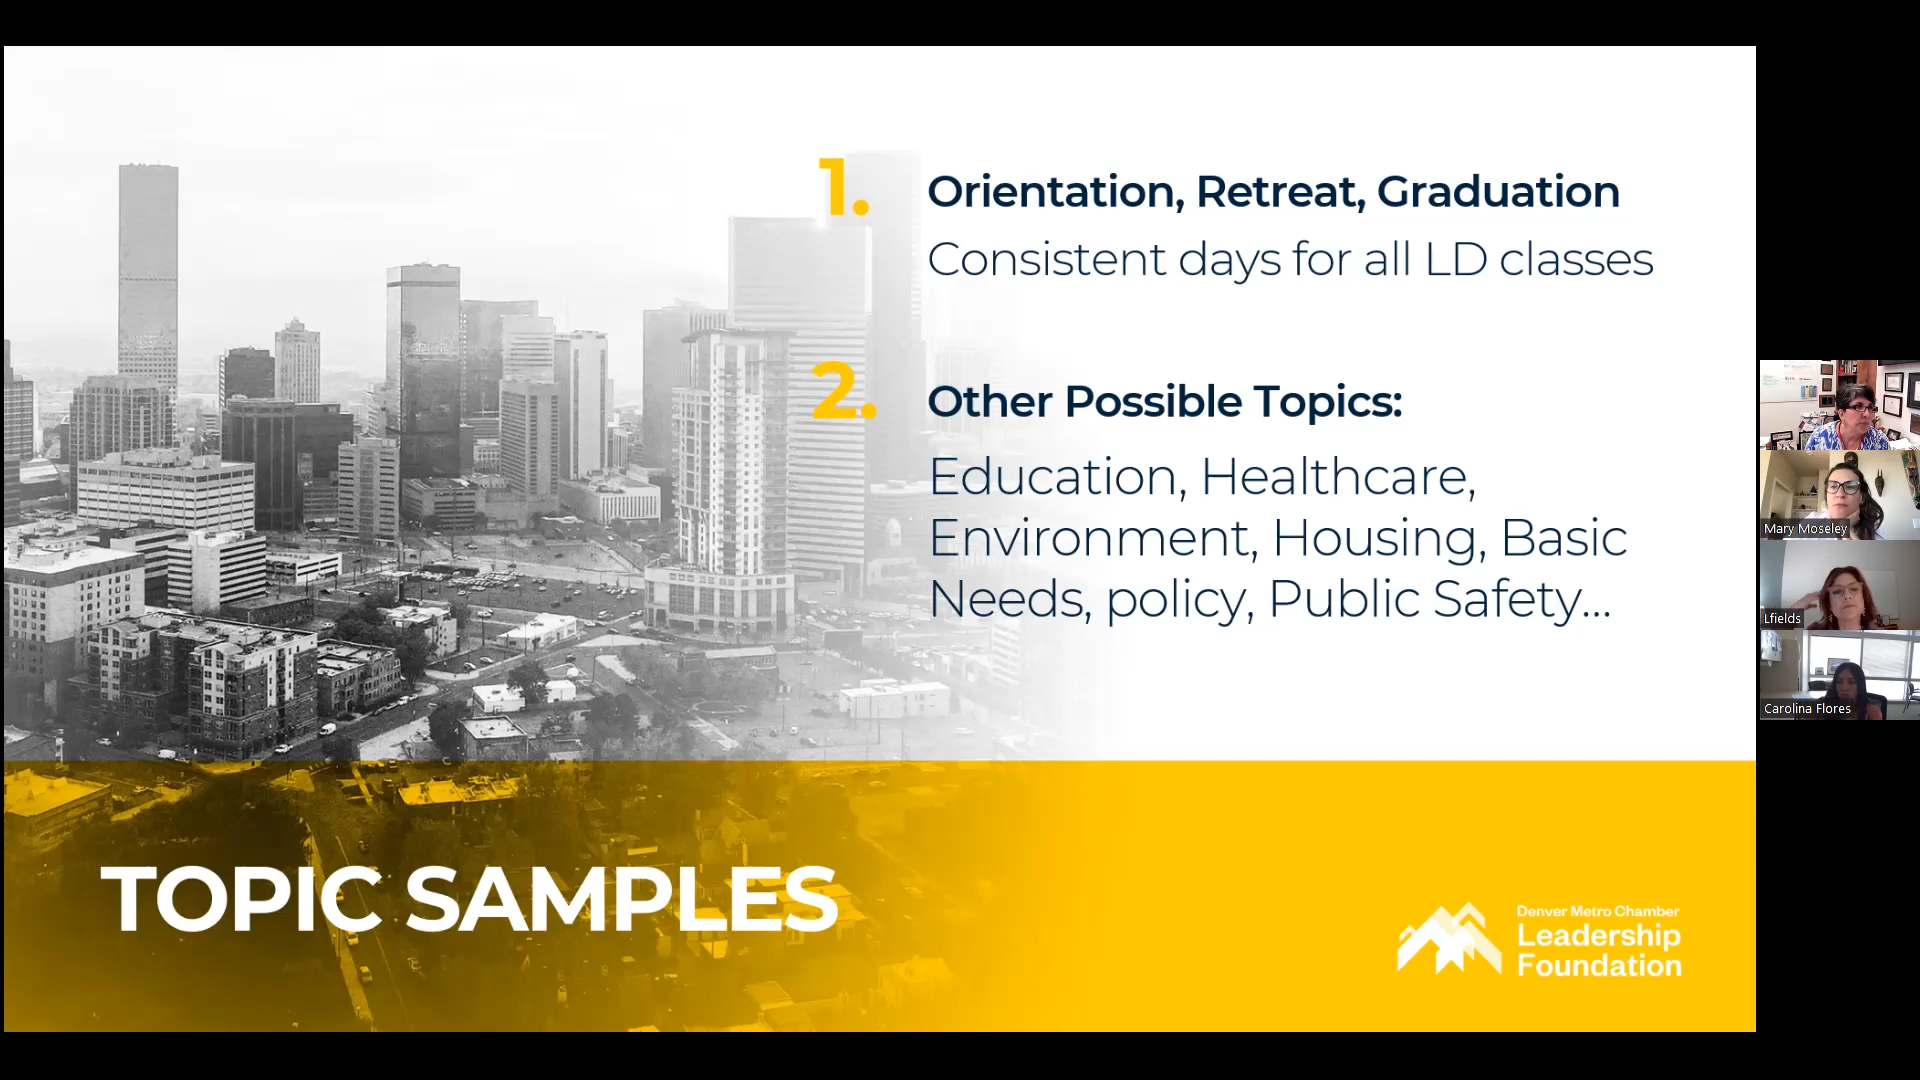 1.
Orientation, Retreat, Graduation
Consistent days for all LD classes
2.
Other Possible Topics:
Education, Healthcare,
Environment, Housing, Basic
Needs, policy, Public Safety...
TOPIC SAMPLES
Denver Metro Chamber
Leadership
Foundation
Mary Moseley
Lfields
Carolina Flores